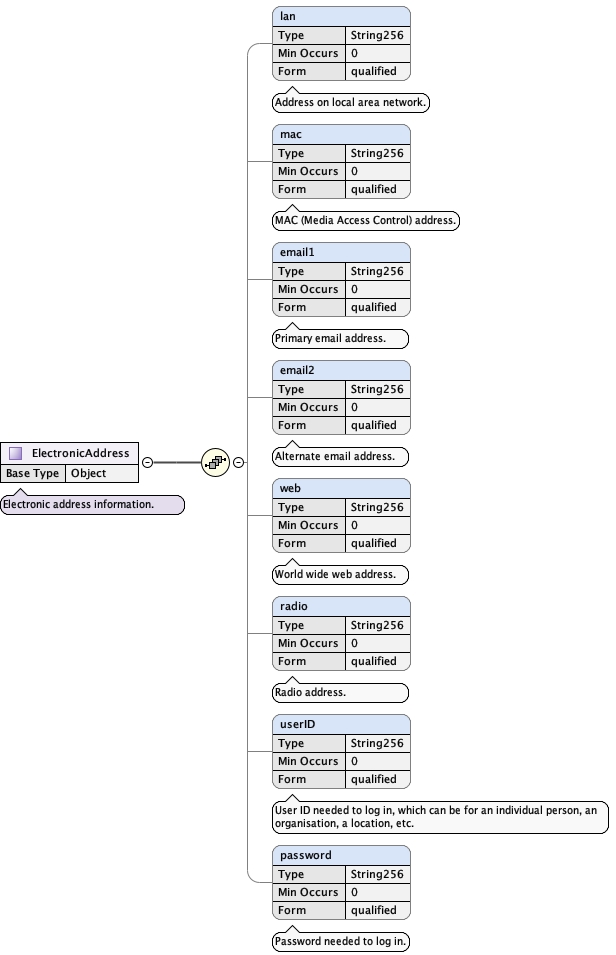 lan
Type String256
Min Occurs 0
Form qualified
Address on local area network.
mac
Type String256
Min Occurs 0
Form qualified
MAC (Media Access Control) address.
email1
Type String256
Min Occurs 0
Form qualified
Primary email address.
email2
Type String256
Min Occurs 0
Form qualified
Alternate email address.
ElectronicAddress
Base Type Object
Electronic address information.
web
Type String256
Min Occurs 0
Form qualified
World wide web address.
radio
Type String256
Min Occurs 0
Form qualified
Radio address.
userID
Type String256
Min Occurs 0
Form qualified
User ID needed to log in, which can be for an individual person, an
organisation, a location, etc.
password
Type String256
Min Occurs 0
Form qualified
Password needed to log in.